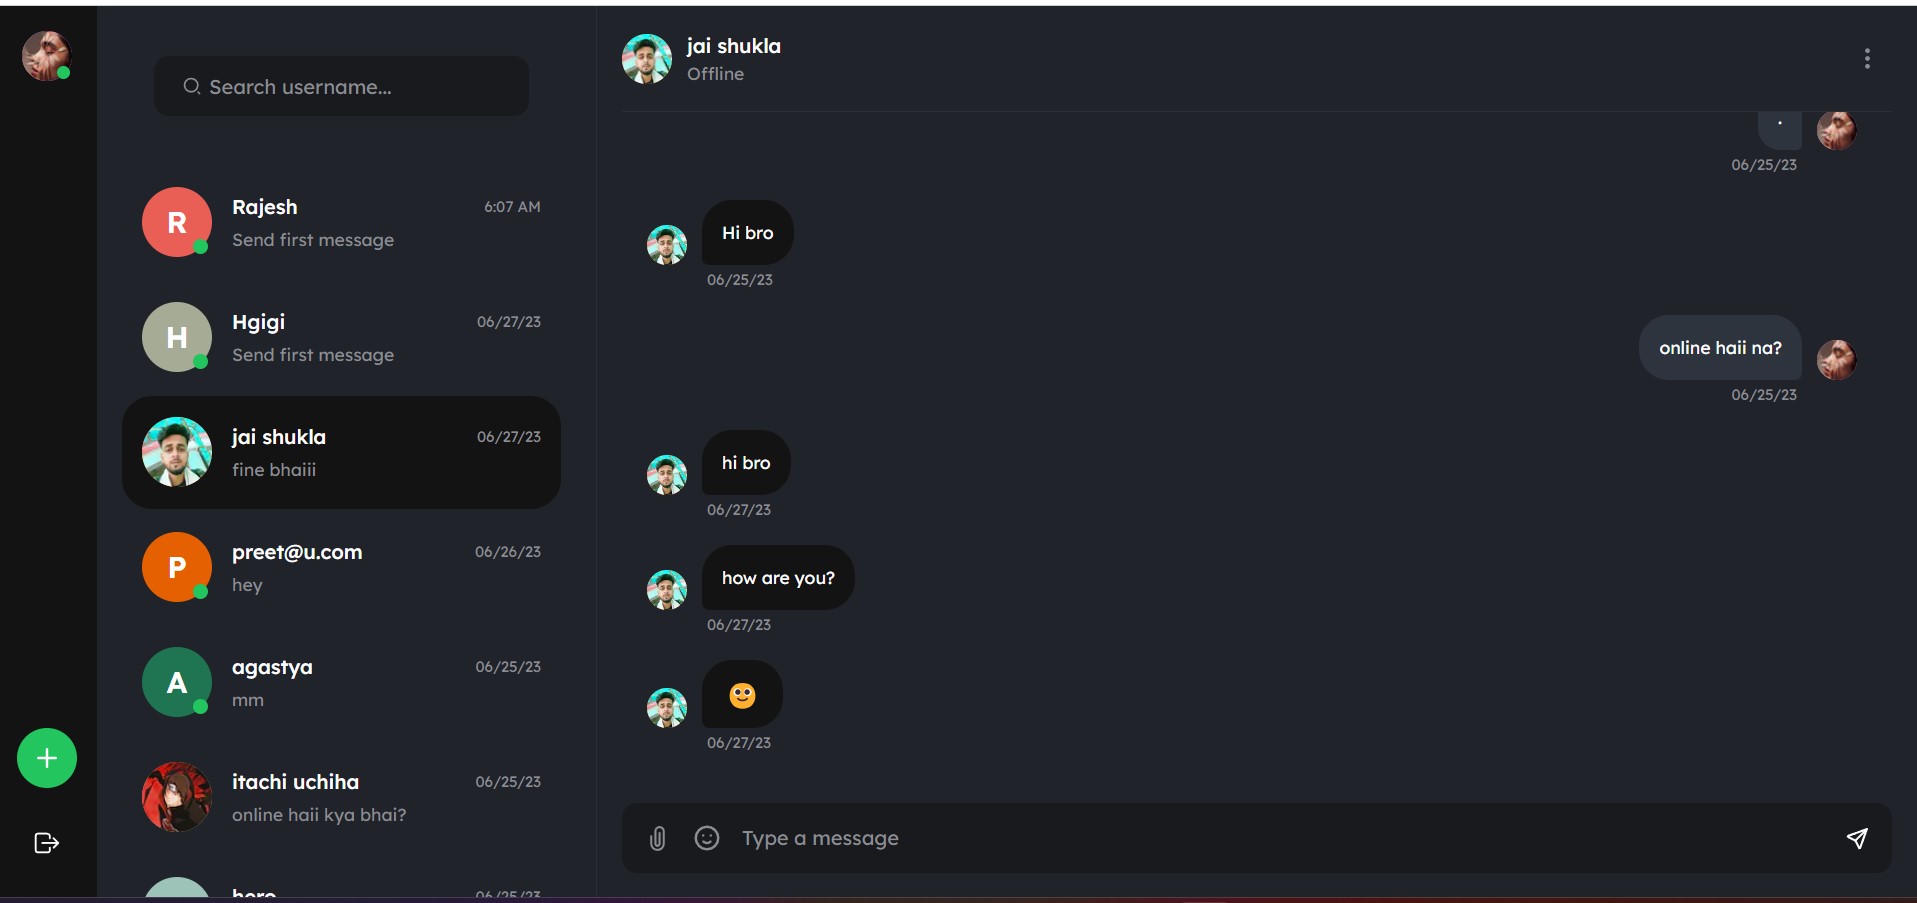 Search username...
R
Rajesh
6:07 AM
Send first message
H
Hgigi
06/27/23
Send first message
jai shukla
06/27/23
fine bhaiii
P
preet@u.com
06/26/23
hey
A
agastya
06/25/23
mm
itachi uchiha
06/25/23
online haii kya bhai?
hero
06/25/23
jai shukla
Offline
.
06/25/23
Hi bro
06/25/23
online haii na?
06/25/23
hi bro
06/27/23
how are you?
06/27/23
06/27/23
Type a message